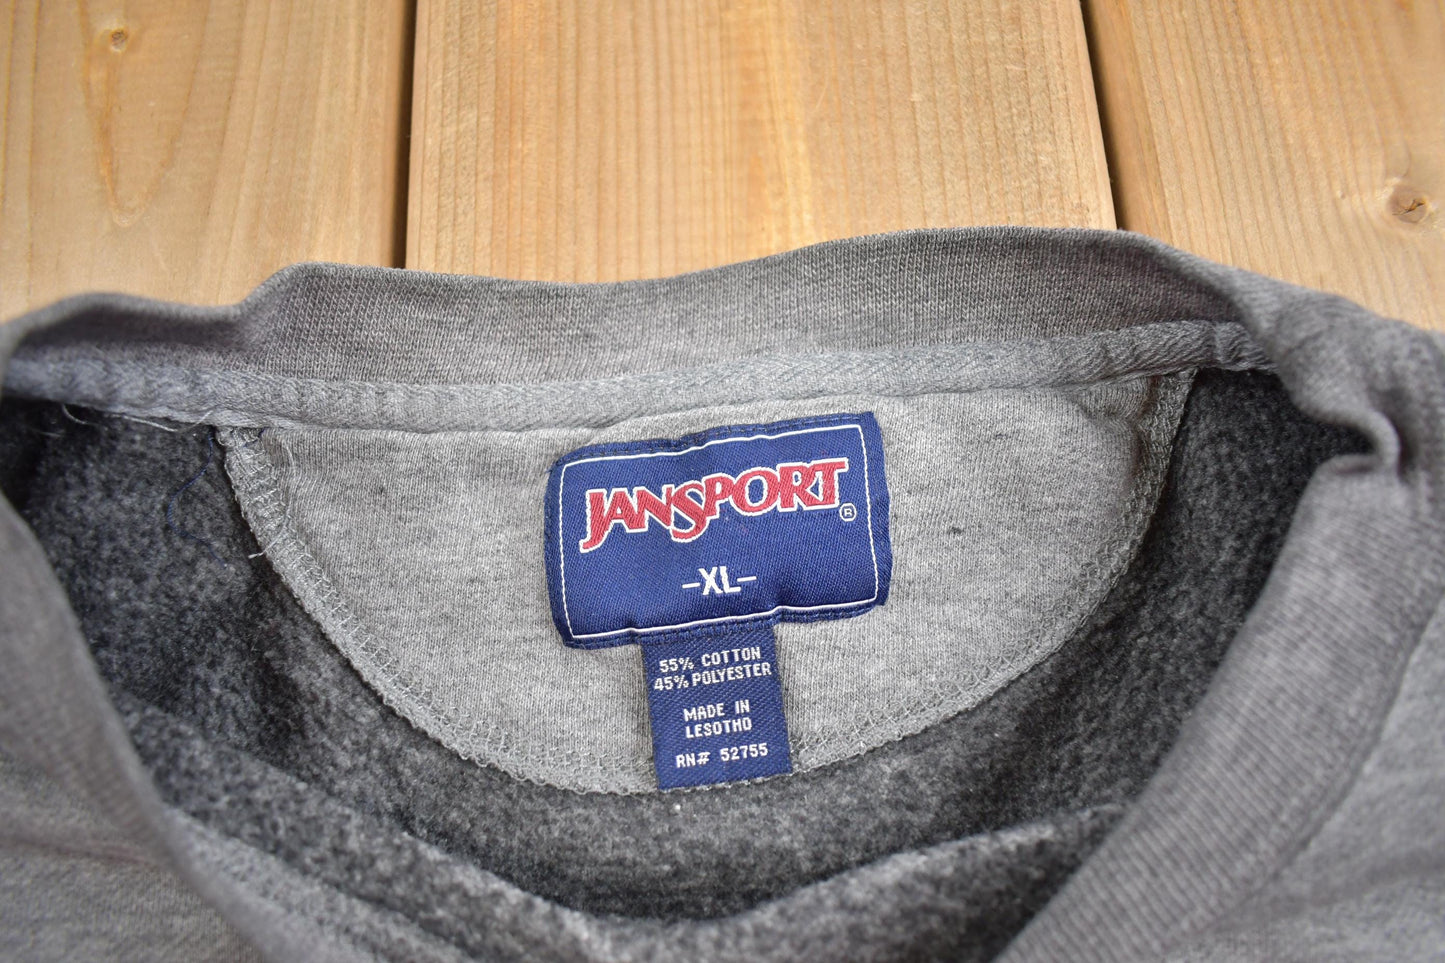 JANSPORT®
-XL-
55% COTTON
45% POLYESTER
MADE IN
LESOTHO
RN# 52755